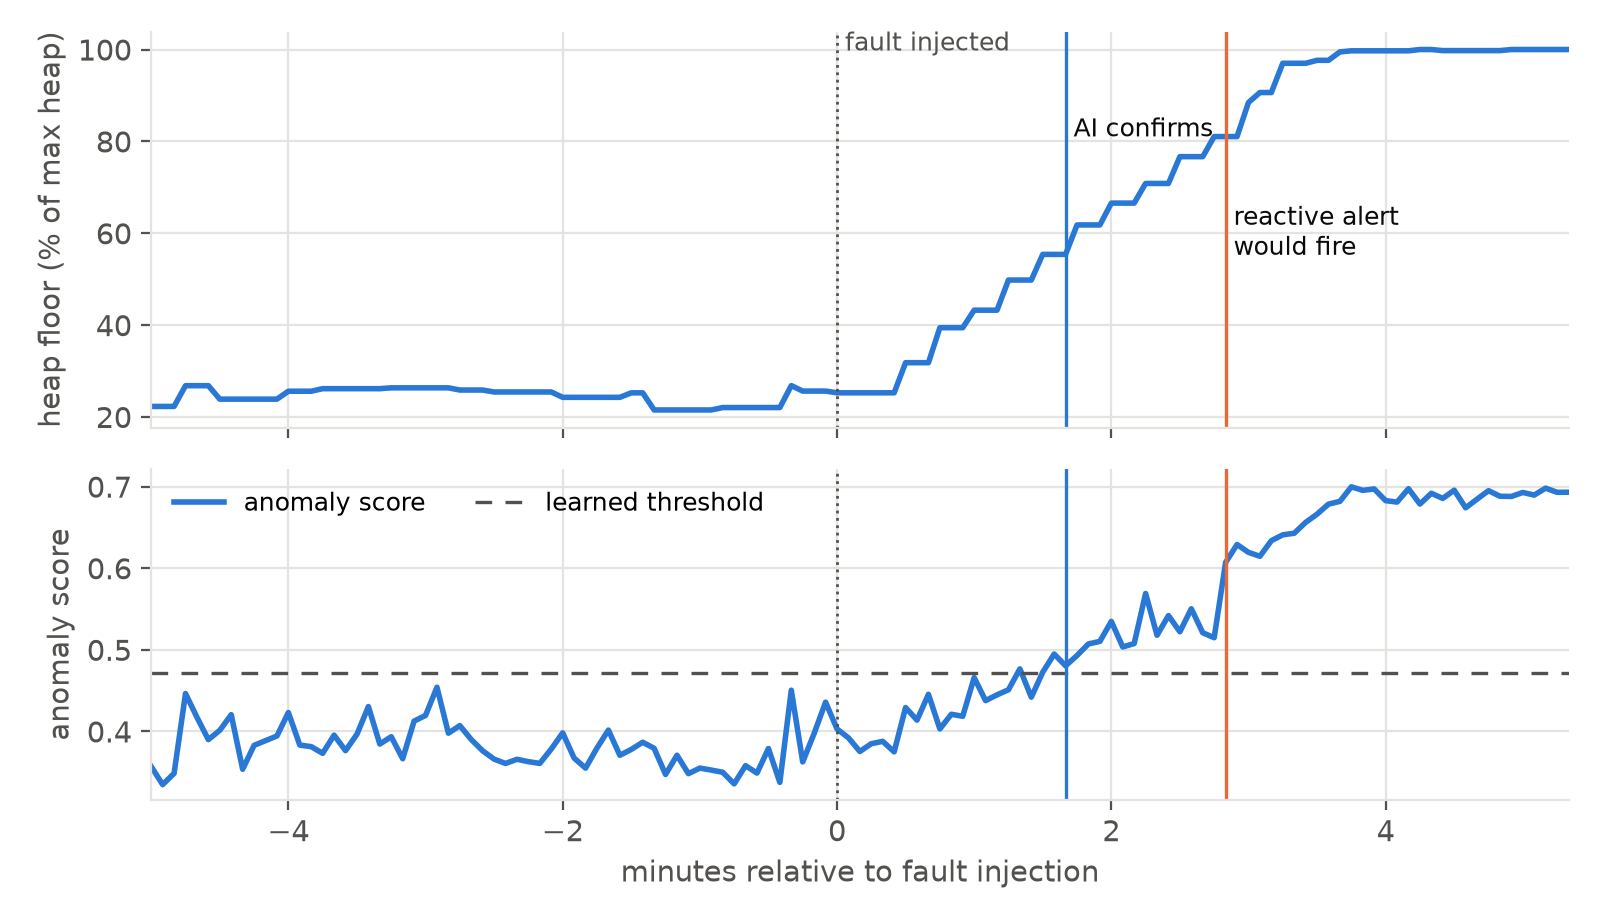 heap floor (% of max heap)
100
80
60
40
20
fault injected
AI confirms
reactive alert
would fire
anomaly score
0.7
0.6
0.5
0.4
anomaly score
learned threshold
−4
−2
0
2
4
minutes relative to fault injection